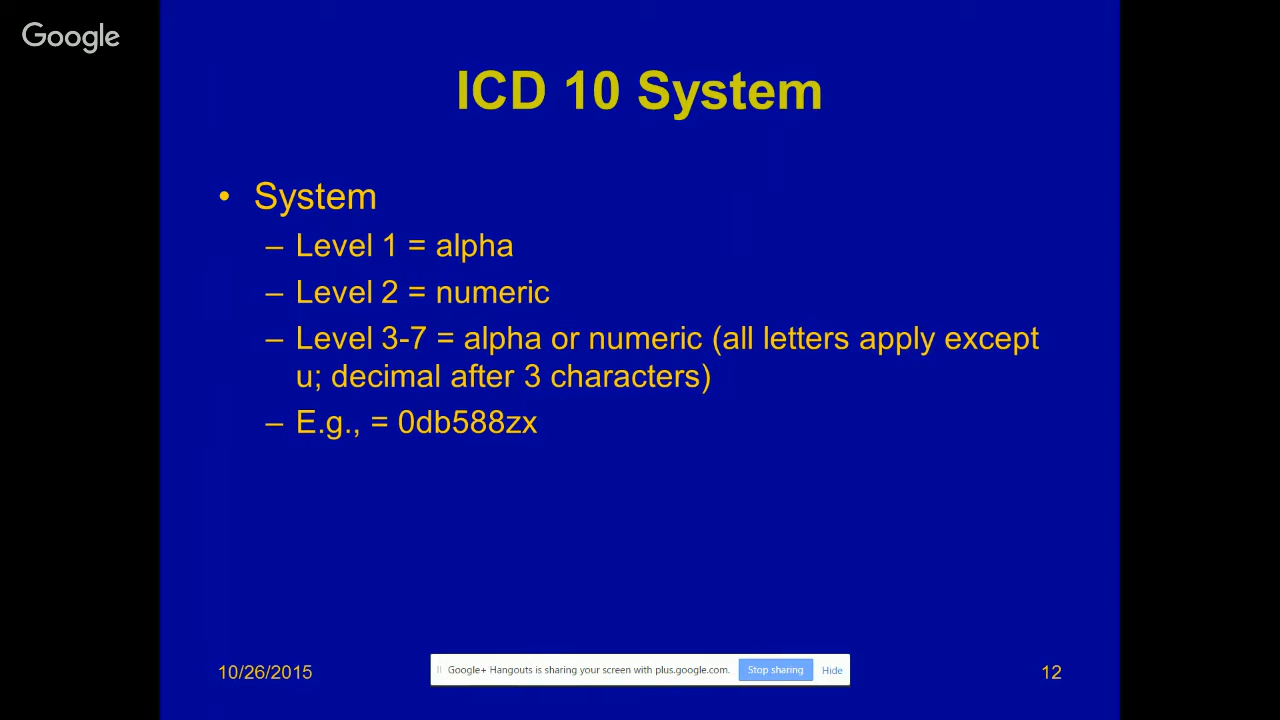 Google
ICD 10 System
• System
– Level 1 = alpha
– Level 2 = numeric
– Level 3-7 = alpha or numeric (all letters apply except
u; decimal after 3 characters)
– E.g., = 0db588zx
10/26/2015
Google+ Hangouts is sharing your screen with plus.google.com. Stop sharing Hide
12